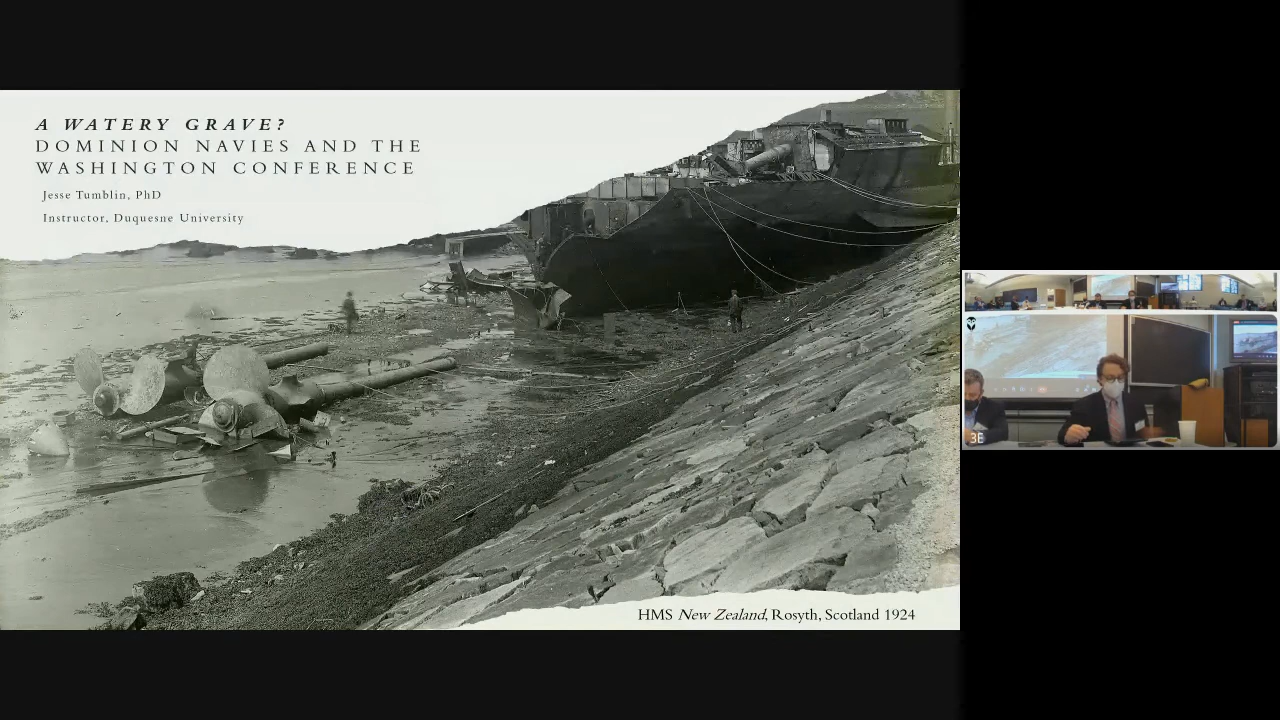 A WATERY GRAVE?
DOMINION NAVIES AND THE
WASHINGTON CONFERENCE
Jesse Tumblin, PhD
Instructor, Duquesne University
HMS New Zealand, Rosyth, Scotland 1924
3E